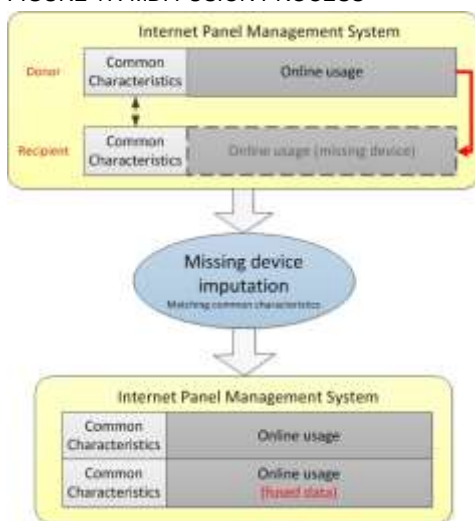 Internet Panel Management System
Donor
Common
Characteristics
Online usage
Recipient
Common
Characteristics
Online usage (missing device)
Missing device
imputation
Matching common characteristics
Internet Panel Management System
Common
Characteristics
Online usage
Common
Characteristics
Online usage
(fused data)